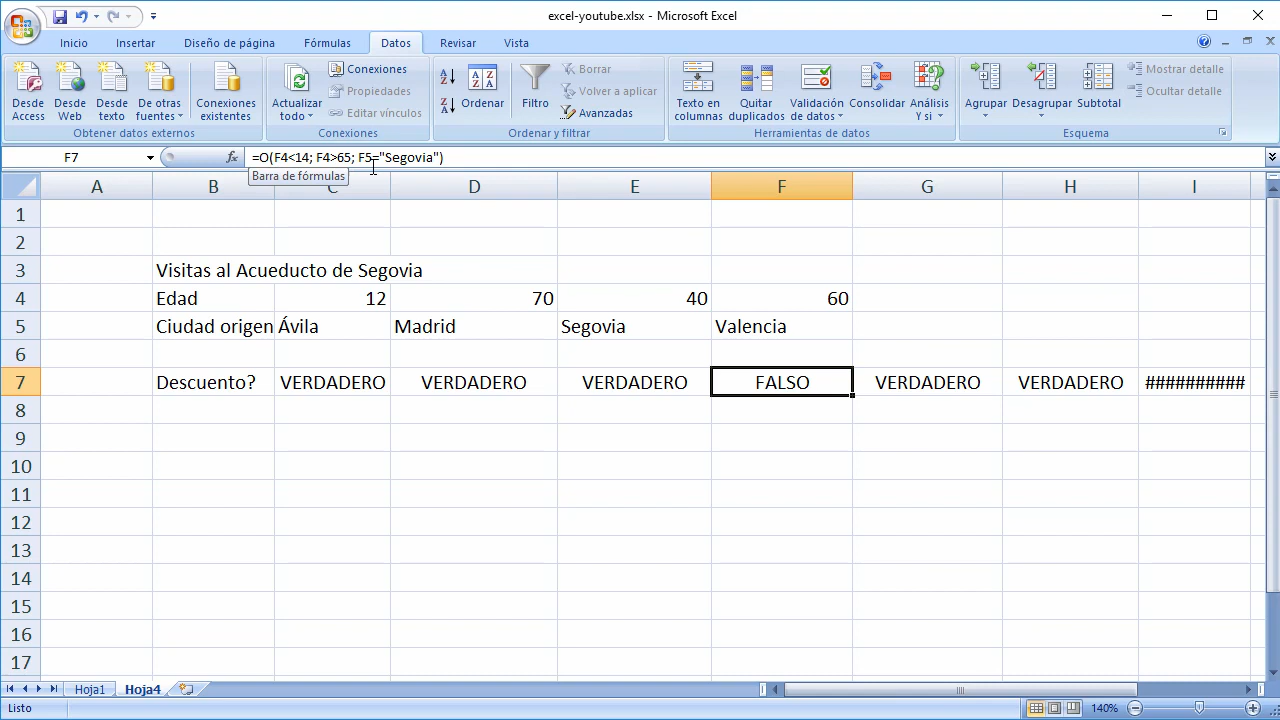 excel-youtube.xlsx - Microsoft Excel
Inicio Insertar Diseño de página Fórmulas Datos Revisar Vista
Desde Access
Desde Web
Desde texto
De otras fuentes
Conexiones existentes
Obtener datos externos
Actualizar todo
Conexiones
Propiedades
Editar vínculos
Conexiones
Ordenar
Filtro
Borrar
Volver a aplicar
Avanzadas
Ordenar y filtrar
Texto en columnas
Quitar duplicados
Validación de datos
Consolidar
Análisis Y si
Herramientas de datos
Agrupar
Desagrupar
Subtotal
Mostrar detalle
Ocultar detalle
Esquema
F7 fx =O(F4<14; F4>65; F5="Segovia")
Barra de fórmulas
A B C D E F G H I
1
2
3 Visitas al Acueducto de Segovia
4 Edad 12 70 40 60
5 Ciudad origen Ávila Madrid Segovia Valencia
6
7 Descuento? VERDADERO VERDADERO VERDADERO FALSO VERDADERO VERDADERO ##########
8
9
10
11
12
13
14
15
16
17
Hoja1 Hoja4
Listo 140%